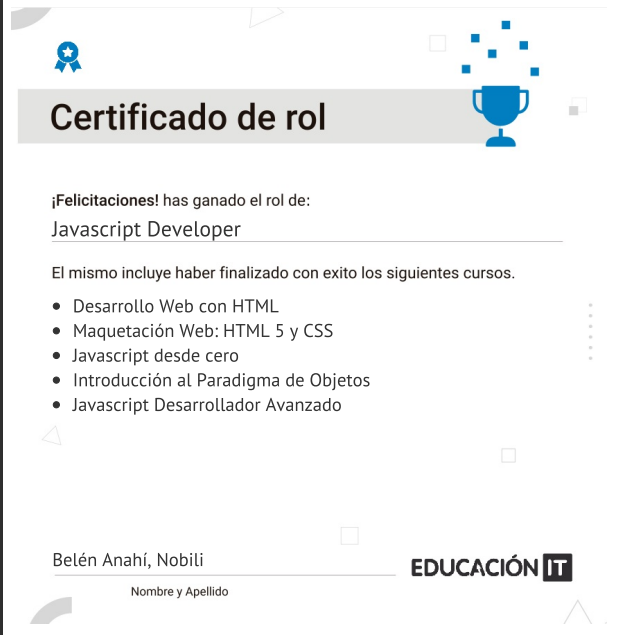 Certificado de rol
¡Felicitaciones! has ganado el rol de:
Javascript Developer
El mismo incluye haber finalizado con exito los siguientes cursos.
• Desarrollo Web con HTML
• Maquetación Web: HTML 5 y CSS
• Javascript desde cero
• Introducción al Paradigma de Objetos
• Javascript Desarrollador Avanzado
Belén Anahí, Nobili
Nombre y Apellido
EDUCACIÓN IT